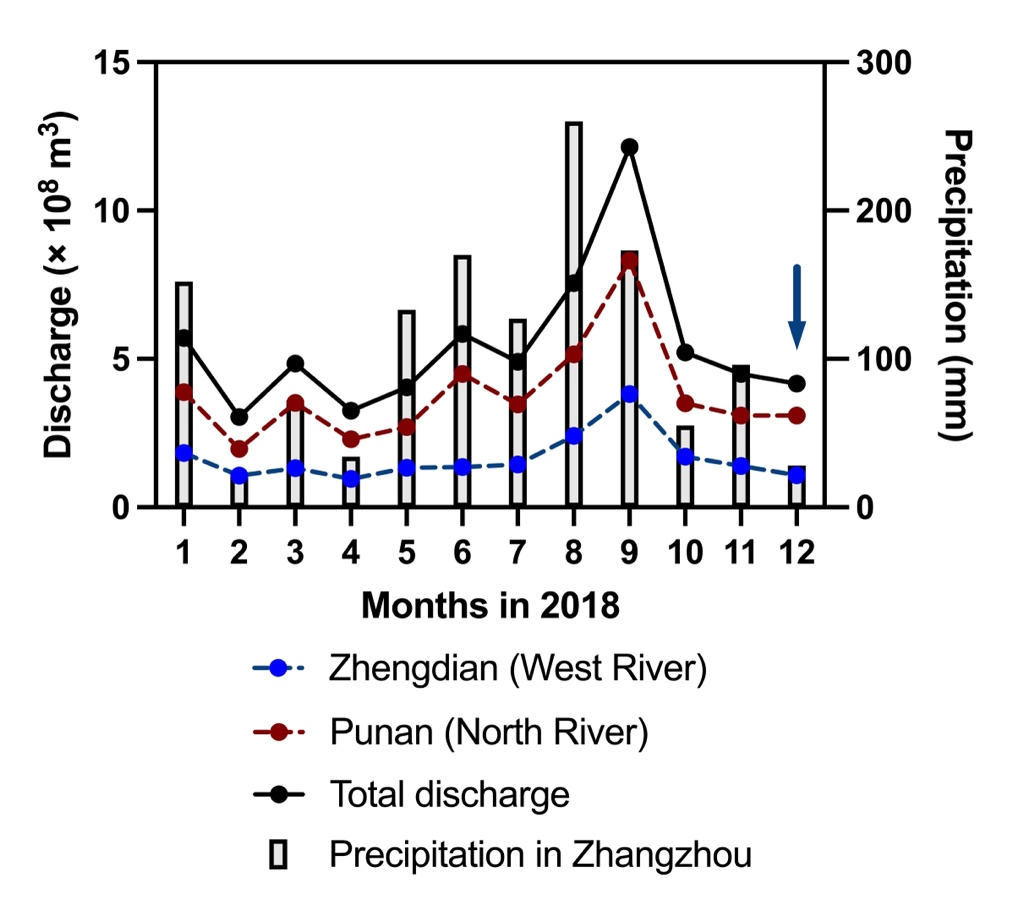 15
10
5
0
Discharge (× 10⁸ m³)
300
200
100
0
Precipitation (mm)
1 2 3 4 5 6 7 8 9 10 11 12
Months in 2018
Zhengdian (West River)
Punan (North River)
Total discharge
Precipitation in Zhangzhou